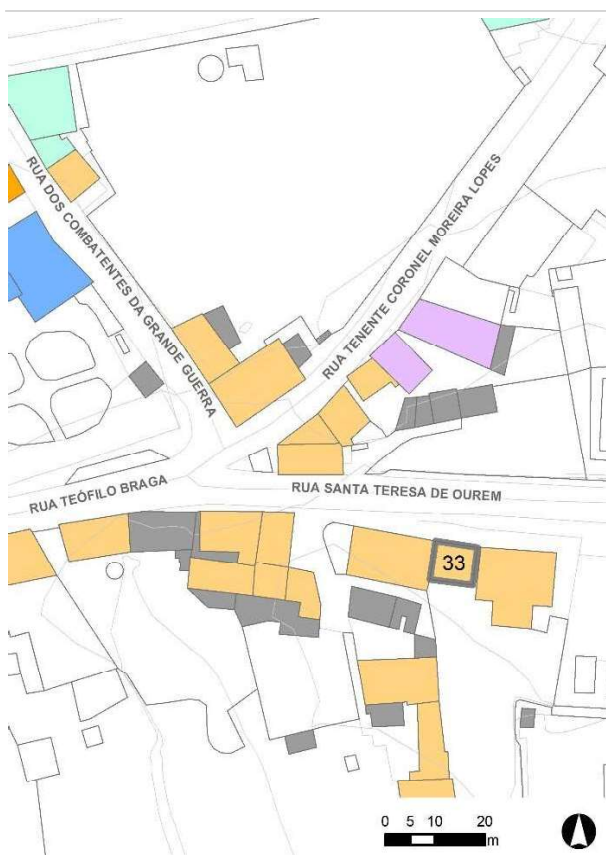 RUA DOS COMBATENTES DA GRANDE GUERRA
RUA TENENTE CORONEL MOREIRA LOPES
RUA TEÓFILO BRAGA
RUA SANTA TERESA DE OUREM
33
0 5 10 20
m